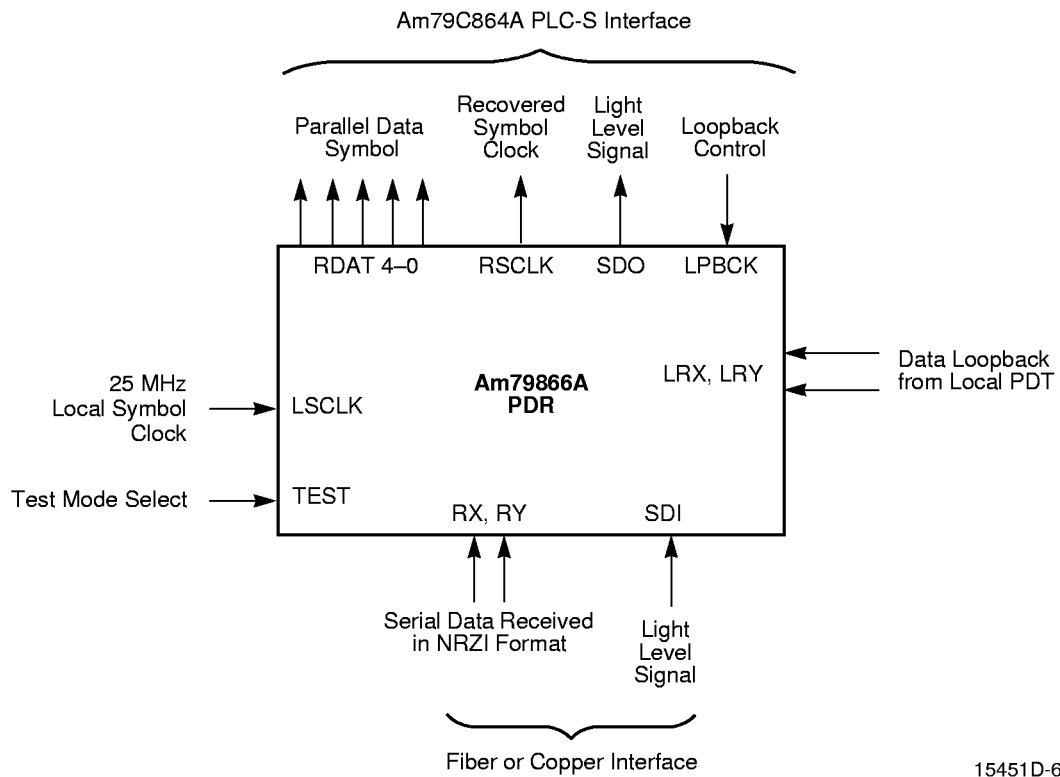 Am79C864A PLC-S Interface
Parallel Data
Symbol
Recovered
Symbol
Clock
Light
Level
Signal
Loopback
Control
RDAT 4–0
RSCLK
SDO
LPBCK
25 MHz
Local Symbol
Clock
LSCLK
Am79866A
PDR
LRX, LRY
Data Loopback
from Local PDT
Test Mode Select
TEST
RX, RY
SDI
Serial Data Received
in NRZI Format
Light
Level
Signal
Fiber or Copper Interface
15451D-6